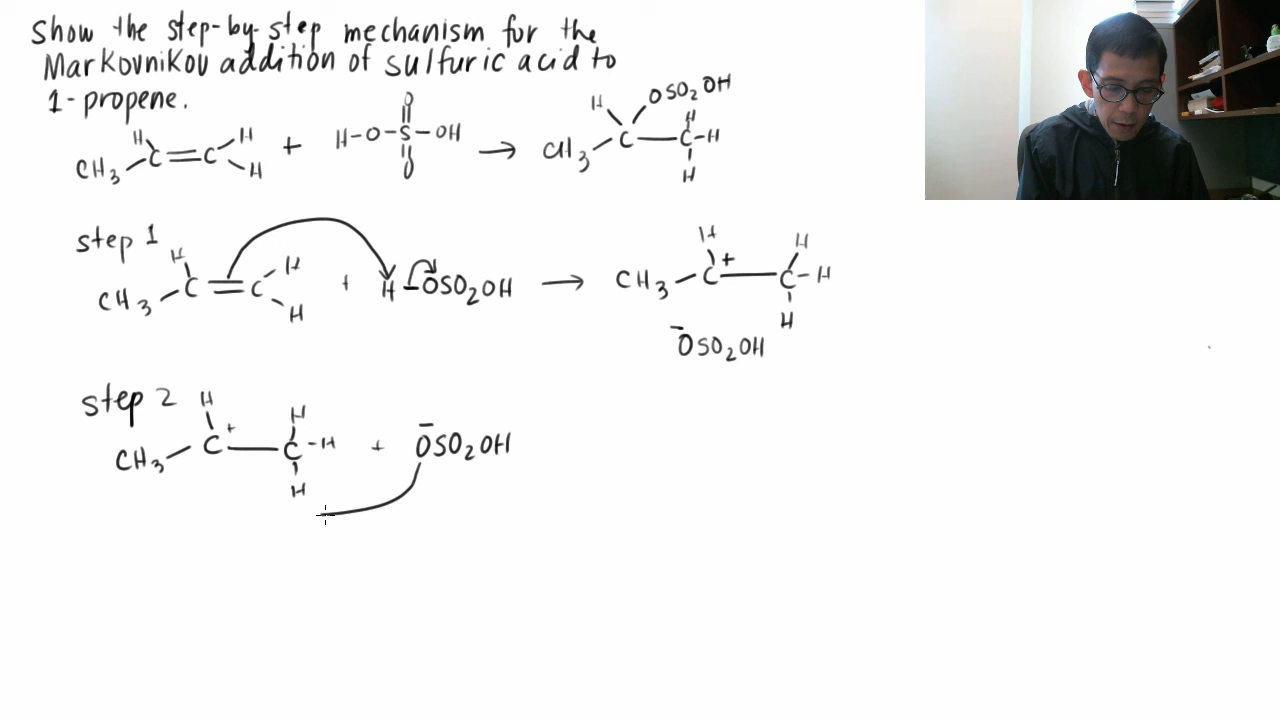 Show the step-by-step mechanism for the
Markovnikov addition of sulfuric acid to
1-propene.
CH3 H C=C H H + H-O-S-OH O O → CH3 H C OSO2OH C H -H H
step 1
CH3 H C=C H H + H-OSO2OH → CH3 H C+ C H -H H
-OSO2OH
step 2
CH3 H C+ C H -H H + -OSO2OH